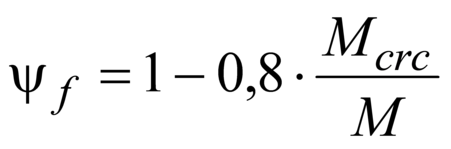 ψ_f = 1 − 0,8 · M_crc / M